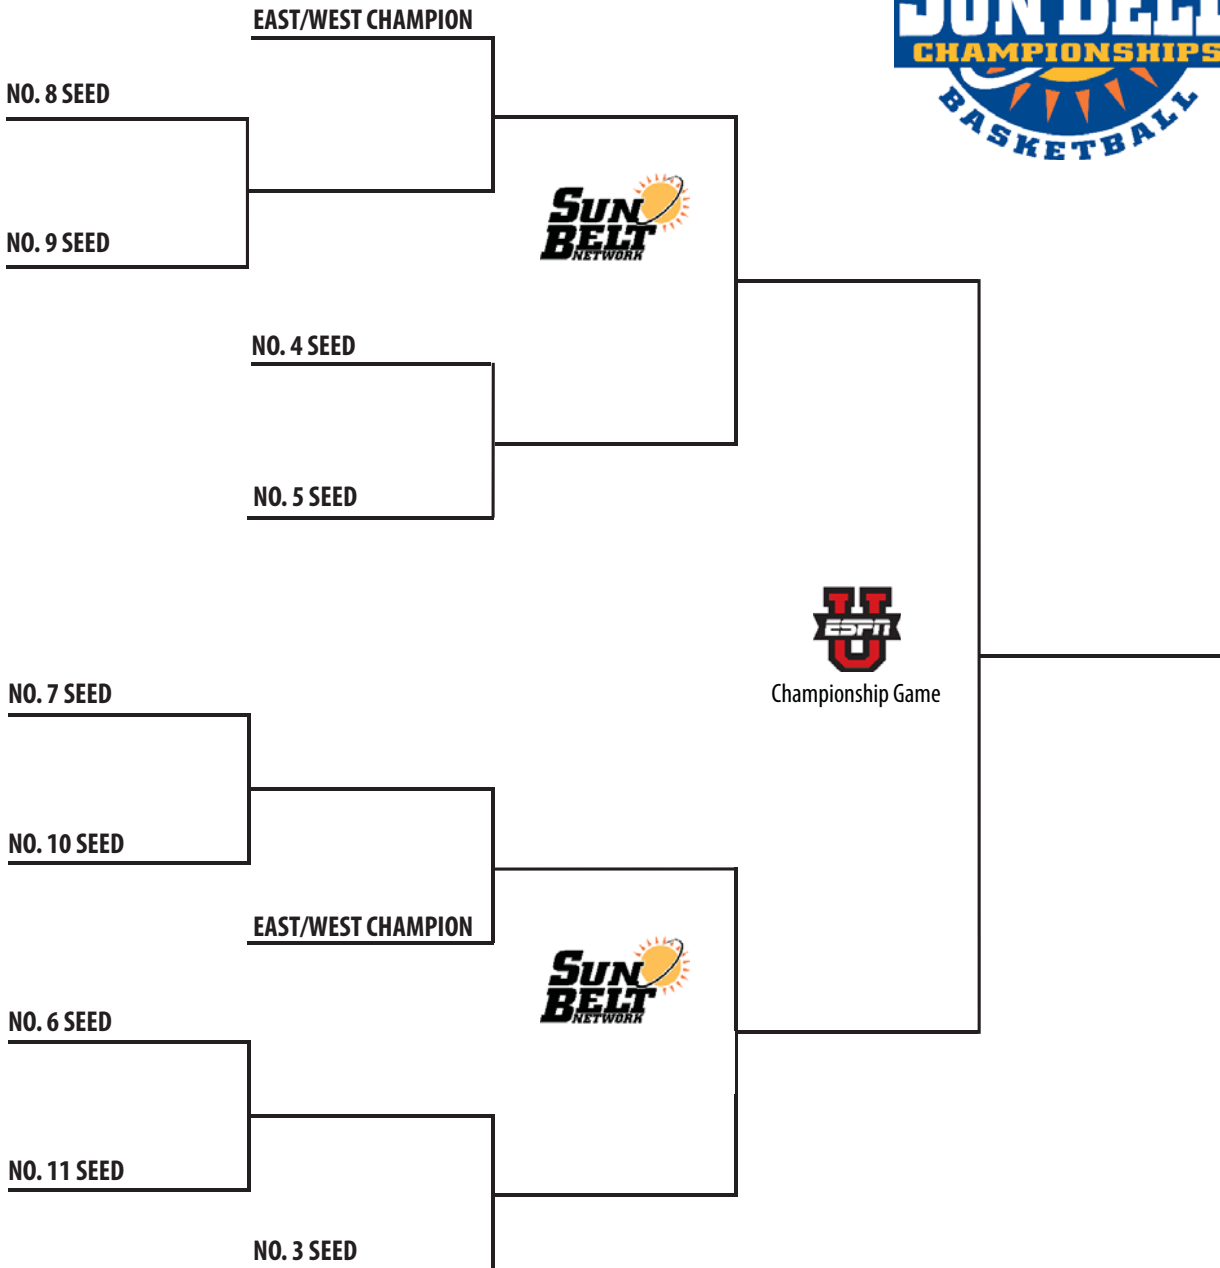 EAST/WEST CHAMPION
SUN BELT
CHAMPIONSHIPS
BASKETBALL
NO. 8 SEED
NO. 9 SEED
SUN
BELT
NETWORK
NO. 4 SEED
NO. 5 SEED
ESPN
U
Championship Game
NO. 7 SEED
NO. 10 SEED
EAST/WEST CHAMPION
SUN
BELT
NETWORK
NO. 6 SEED
NO. 11 SEED
NO. 3 SEED